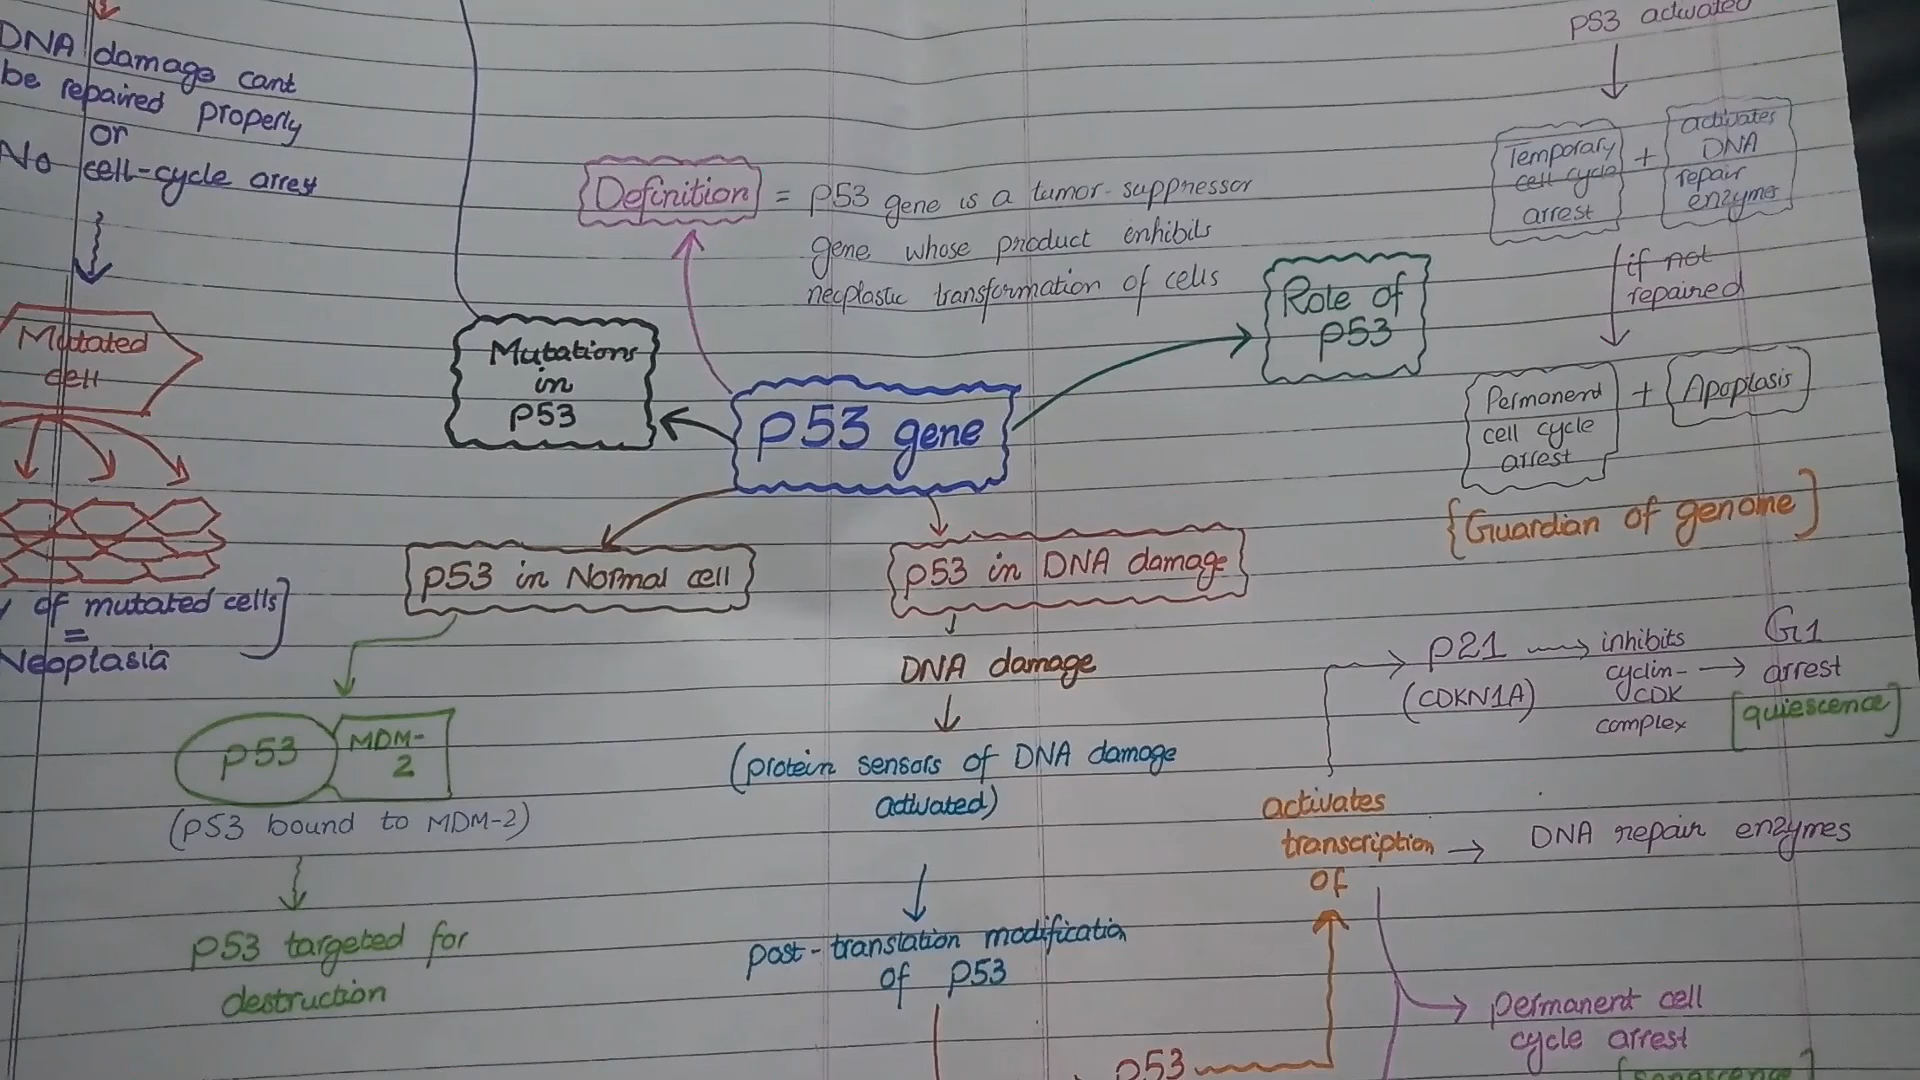 DNA damage cant
be repaired properly
or
No cell-cycle arrest
Mutated
cell
of mutated cells]
=
Neoplasia
Definition = P53 gene is a tumor-suppressor
gene whose product inhibits
neoplastic transformation of cells
Mutations
in
P53
P53 gene
Role of
P53
P53 activated
Temporary
cell cycle
arrest
+
activates
DNA
repair
enzymes
if not
repaired
Permanent
cell cycle
arrest
+
Apoptosis
{Guardian of genome}
P53 in Normal cell
P53
MDM-
2
(P53 bound to MDM-2)
P53 targeted for
destruction
P53 in DNA damage
DNA damage
(protein sensors of DNA damage
activated)
post-translation modification
of P53
P53
activates
transcription
of
P21
(CDKN1A)
inhibits
cyclin-
CDK
complex
G1
arrest
[quiescence]
DNA repair enzymes
permanent cell
cycle arrest
[senescence]